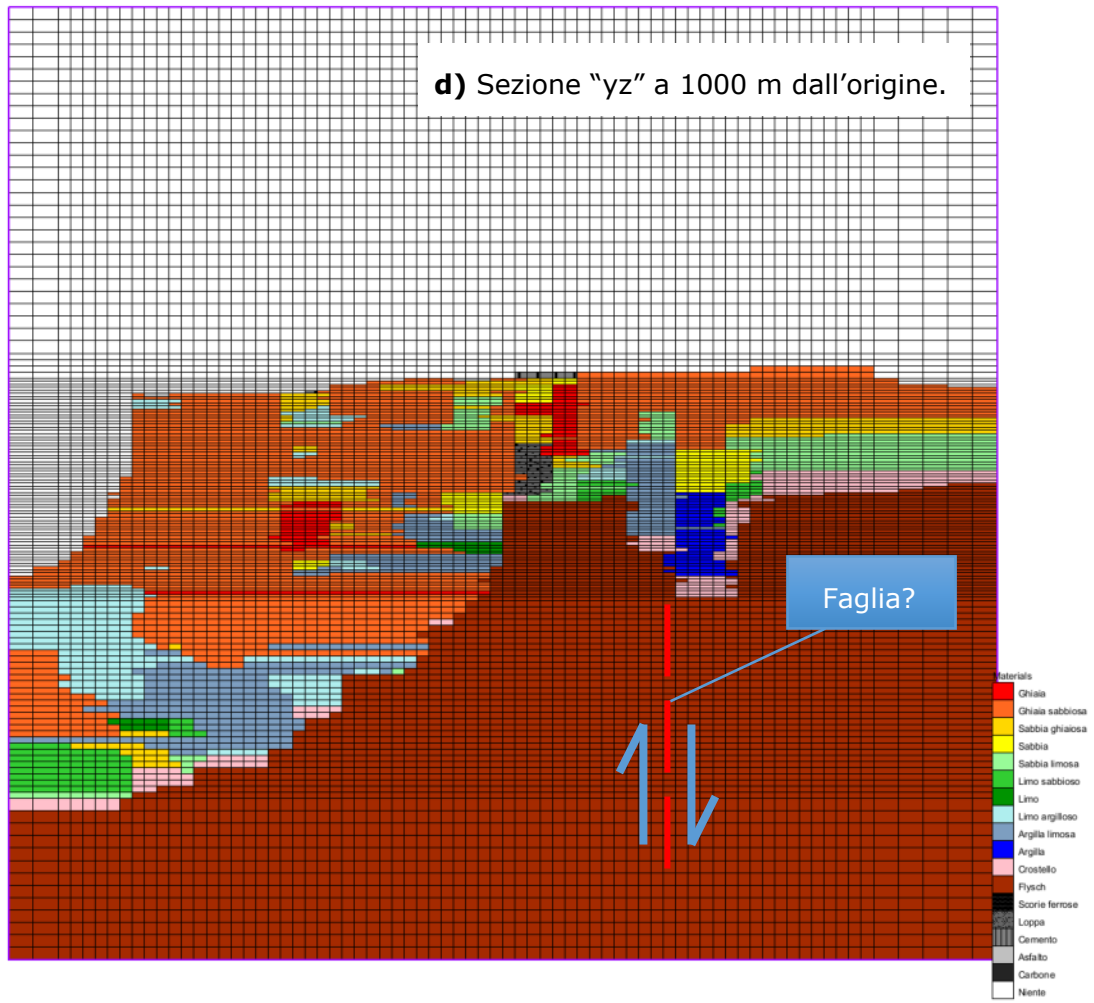 d) Sezione “yz” a 1000 m dall’origine.
Faglia?
Materials
Ghiaia
Ghiaia sabbiosa
Sabbia ghiaiosa
Sabbia
Sabbia limosa
Limo sabbioso
Limo
Limo argilloso
Argilla limosa
Argilla
Crostello
Flysch
Scorie ferrose
Loppa
Cemento
Asfalto
Carbone
Niente